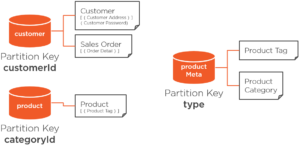 customer
Customer
[ { Customer Address } ]
{ Customer Password}
Sales Order
[ { Order Detail } ]
Partition Key
customerId
product
Product
[ { Product Tag } ]
Partition Key
categoryId
product
Meta
Product Tag
Product
Category
Partition Key
type